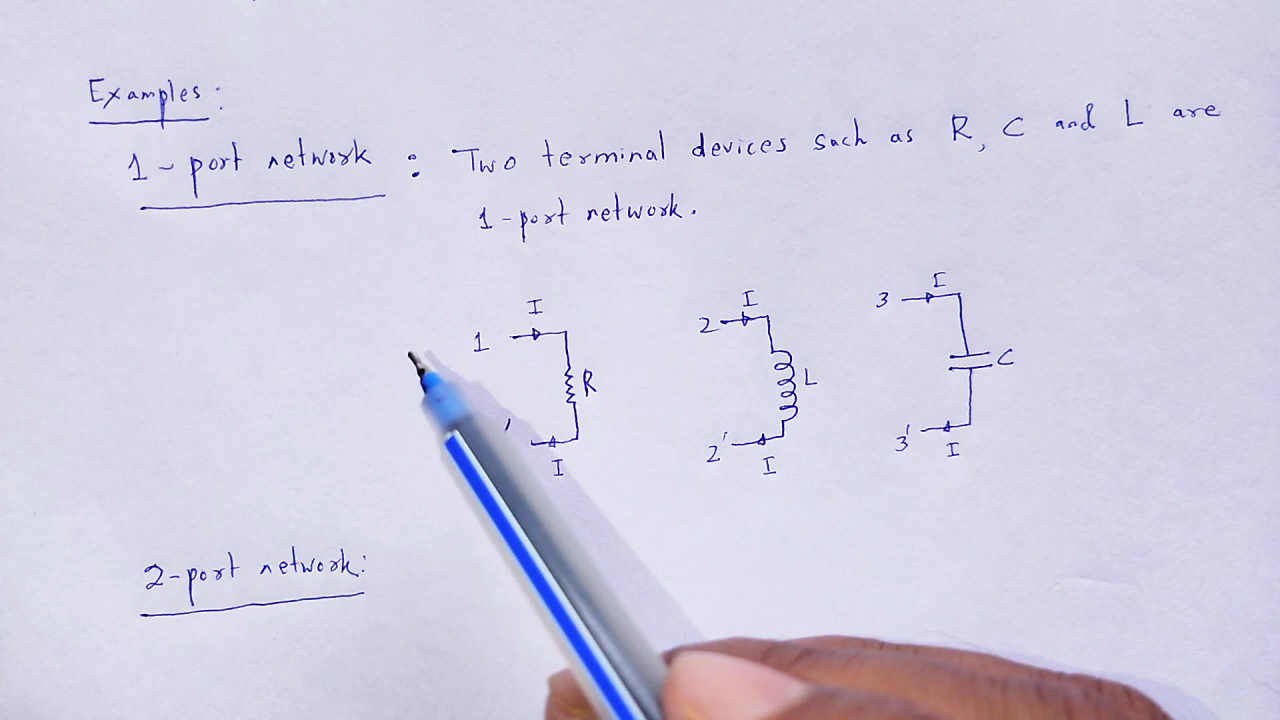 Examples:
1-port network : Two terminal devices such as R, C and L are
1-port network.
I I I
1 2 3
R L C
' 2' 3'
I I I
2-port network: